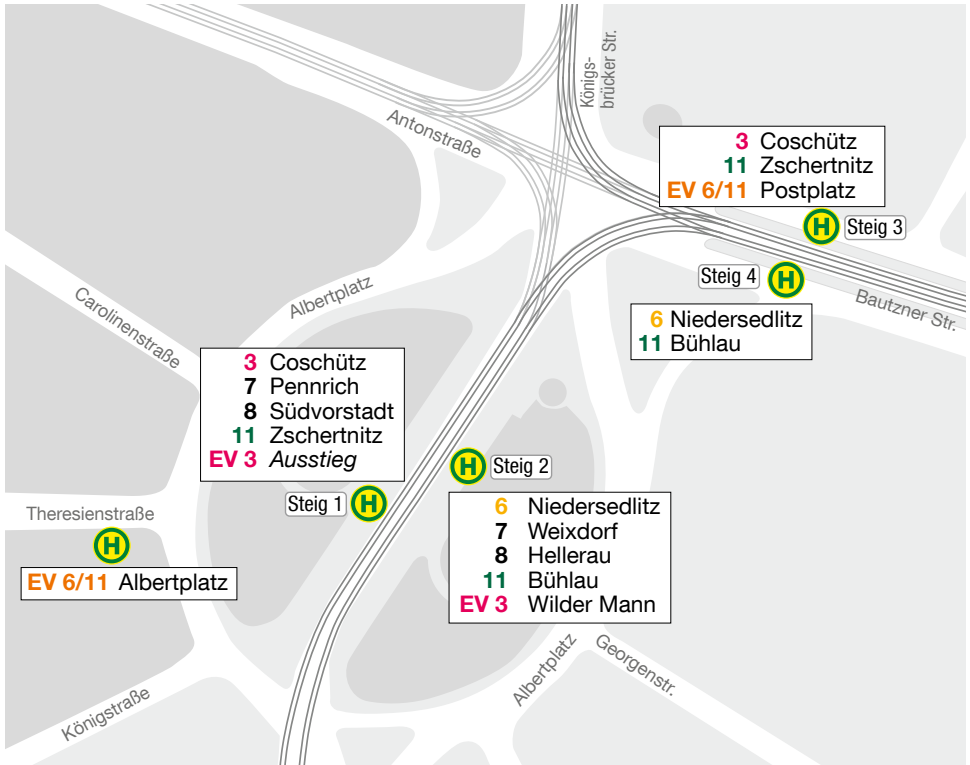 Königs-
brücker Str.
Antonstraße
3 Coschütz
11 Zschertnitz
EV 6/11 Postplatz
H Steig 3
Steig 4 H
Bautzner Str.
6 Niedersedlitz
11 Bühlau
Albertplatz
Carolinenstraße
3 Coschütz
7 Pennrich
8 Südvorstadt
11 Zschertnitz
EV 3 Ausstieg
H Steig 2
Steig 1 H
6 Niedersedlitz
7 Weixdorf
8 Hellerau
11 Bühlau
EV 3 Wilder Mann
Theresienstraße
H
EV 6/11 Albertplatz
Albertplatz
Georgenstr.
Königstraße